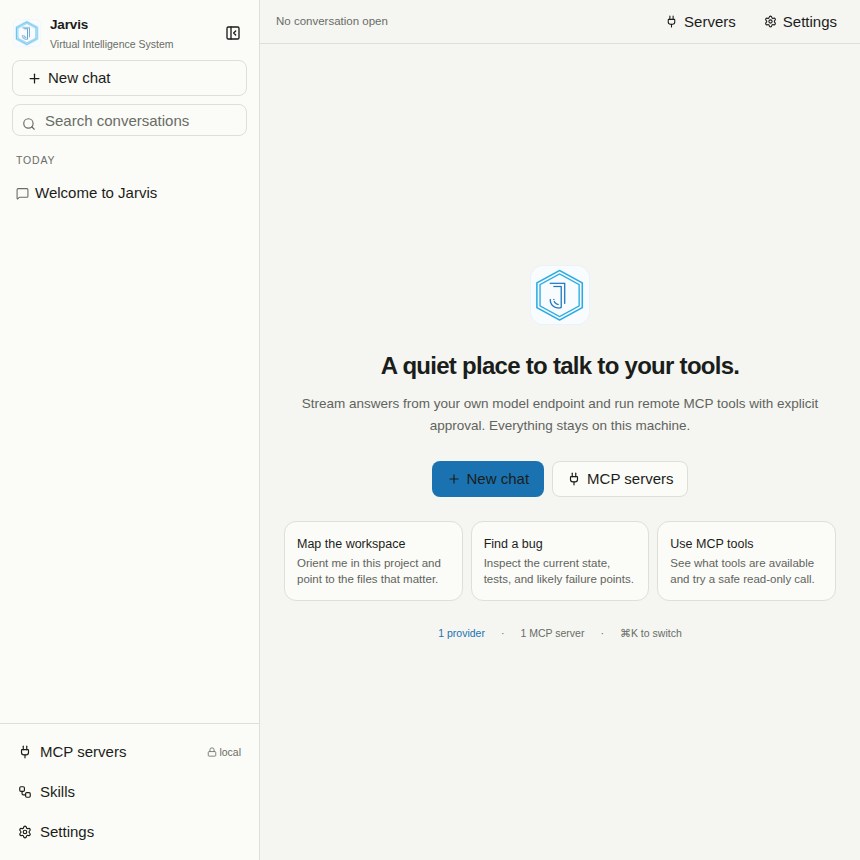 Jarvis
Virtual Intelligence System
New chat
Search conversations
TODAY
Welcome to Jarvis
MCP servers
local
Skills
Settings
No conversation open
Servers
Settings
A quiet place to talk to your tools.
Stream answers from your own model endpoint and run remote MCP tools with explicit
approval. Everything stays on this machine.
New chat
MCP servers
Map the workspace
Orient me in this project and
point to the files that matter.
Find a bug
Inspect the current state,
tests, and likely failure points.
Use MCP tools
See what tools are available
and try a safe read-only call.
1 provider · 1 MCP server · ⌘K to switch